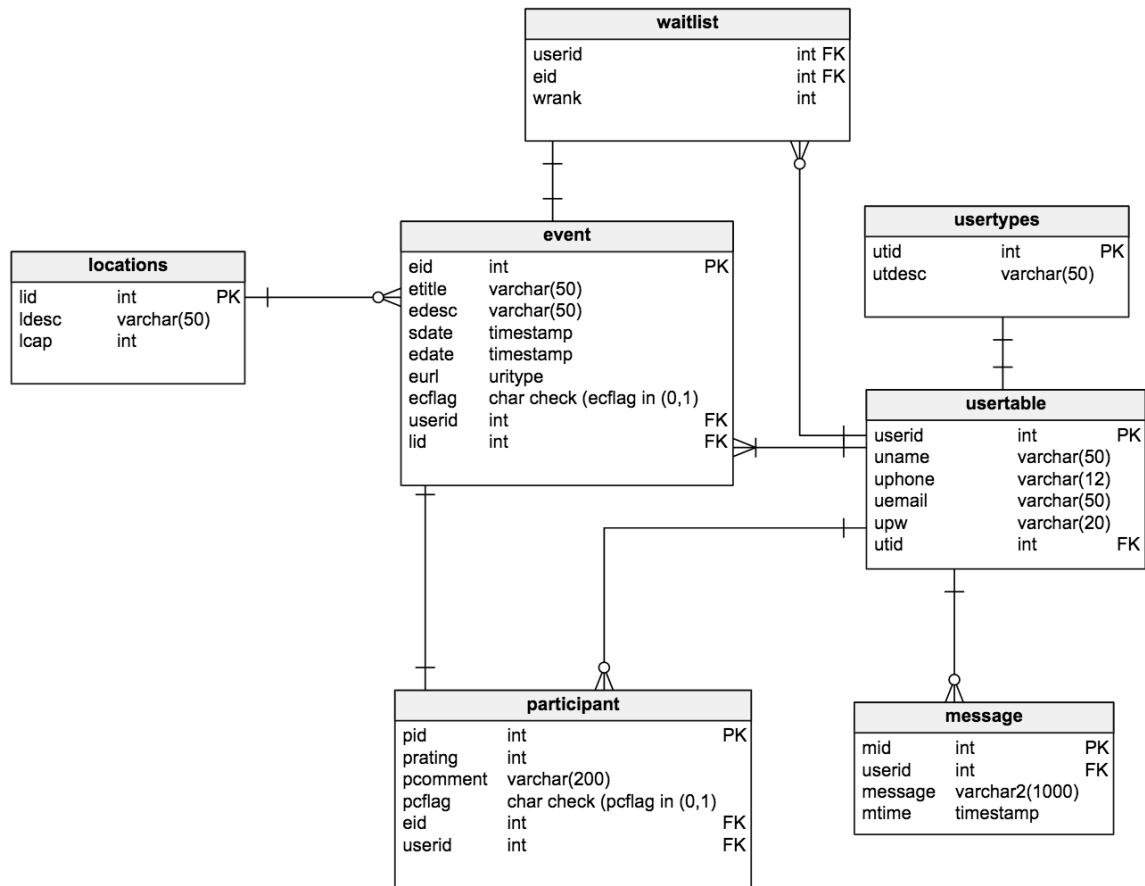 waitlist
userid int FK
eid int FK
wrank int
usertypes
utid int PK
utdesc varchar(50)
event
eid int PK
etitle varchar(50)
edesc varchar(50)
sdate timestamp
edate timestamp
eurl uritype
ecflag char check (ecflag in (0,1)
userid int FK
lid int FK
locations
lid int PK
ldesc varchar(50)
lcap int
usertable
userid int PK
uname varchar(50)
uphone varchar(12)
uemail varchar(50)
upw varchar(20)
utid int FK
participant
pid int PK
prating int
pcomment varchar(200)
pcflag char check (pcflag in (0,1)
eid int FK
userid int FK
message
mid int PK
userid int FK
message varchar2(1000)
mtime timestamp